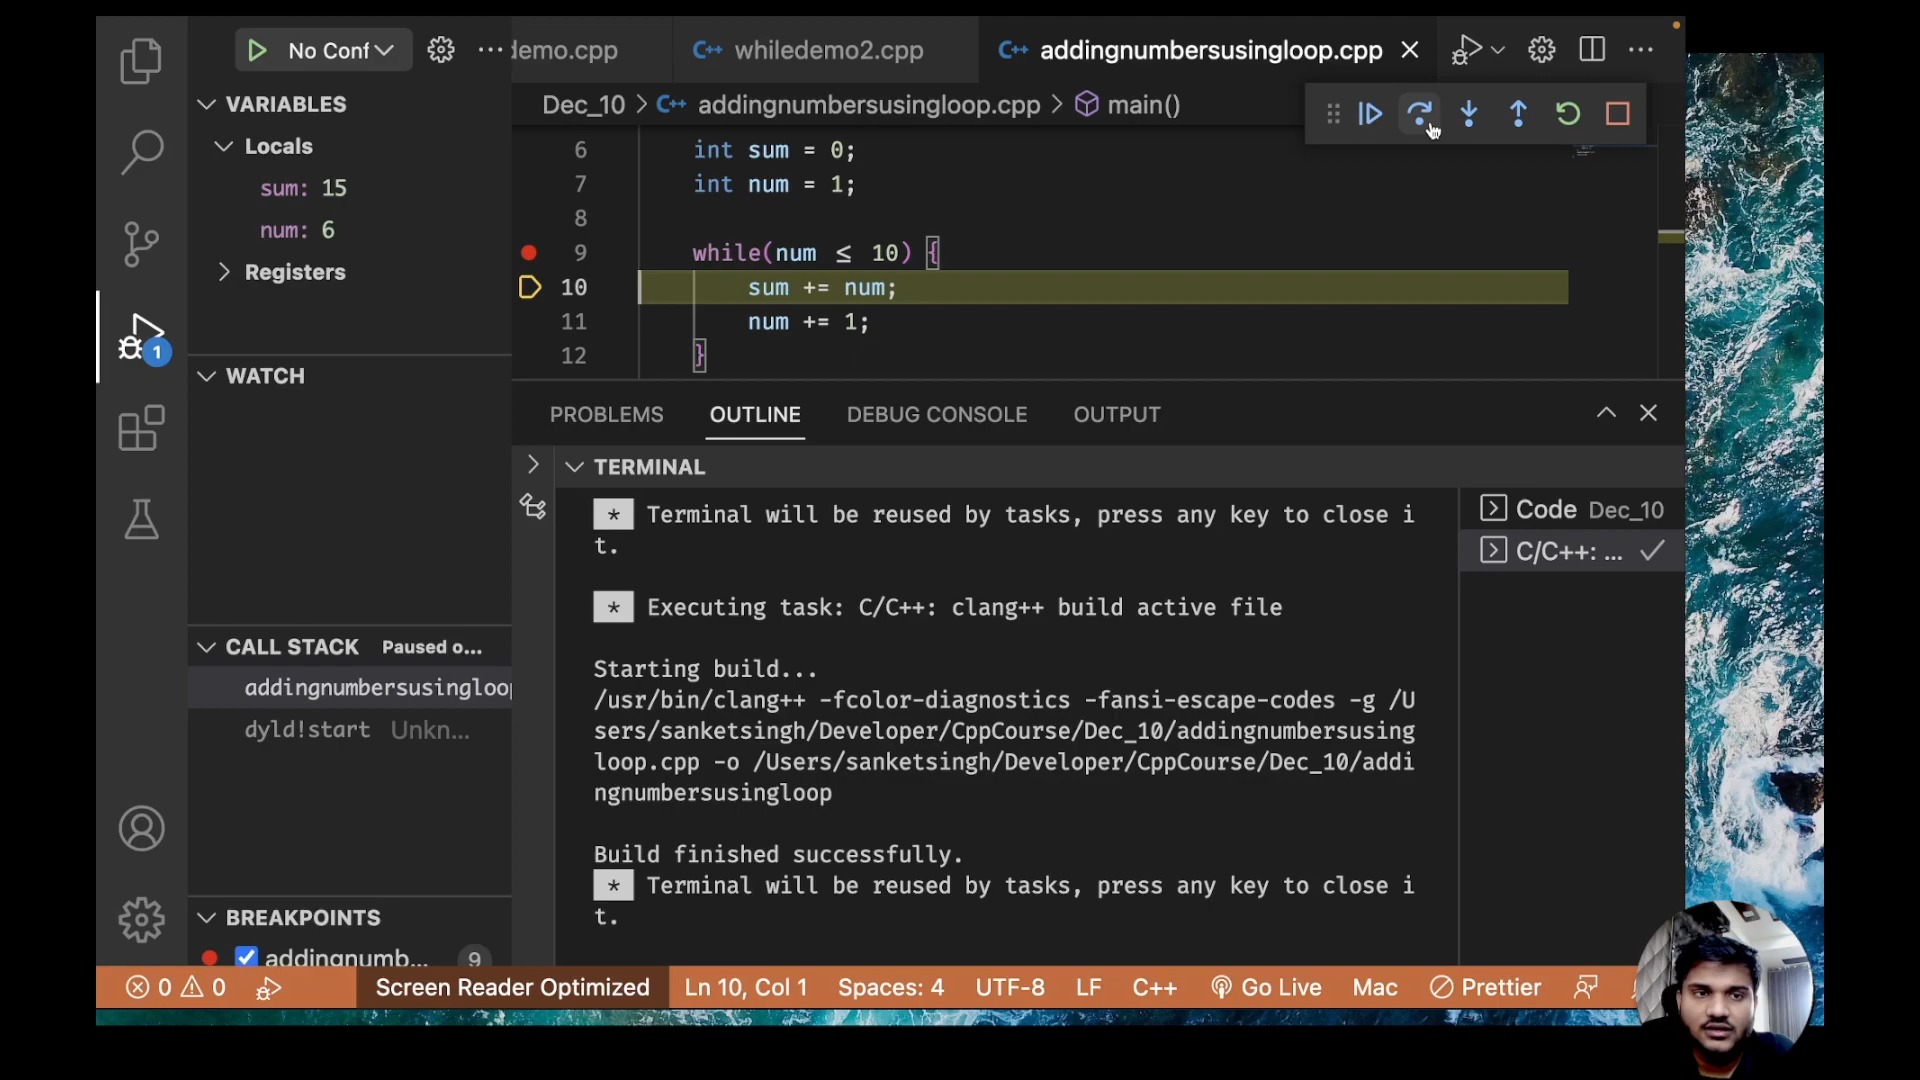 No Conf
demo.cpp
whiledemo2.cpp
addingnumbersusingloop.cpp
VARIABLES
Locals
sum: 15
num: 6
Registers
WATCH
CALL STACK Paused o...
addingnumbersusingloop
dyld!start Unkn...
BREAKPOINTS
addingnumb... 9
Dec_10 > C++ addingnumbersusingloop.cpp > main()
6 int sum = 0;
7 int num = 1;
8
9 while(num ≤ 10) {
10 sum += num;
11 num += 1;
12 }
PROBLEMS OUTLINE DEBUG CONSOLE OUTPUT
TERMINAL
* Terminal will be reused by tasks, press any key to close i
t.
* Executing task: C/C++: clang++ build active file
Starting build...
/usr/bin/clang++ -fcolor-diagnostics -fansi-escape-codes -g /U
sers/sanketsingh/Developer/CppCourse/Dec_10/addingnumbersusing
loop.cpp -o /Users/sanketsingh/Developer/CppCourse/Dec_10/addi
ngnumbersusingloop
Build finished successfully.
* Terminal will be reused by tasks, press any key to close i
t.
Code Dec_10
C/C++: ...
1
0 0 Screen Reader Optimized Ln 10, Col 1 Spaces: 4 UTF-8 LF C++ Go Live Mac Prettier